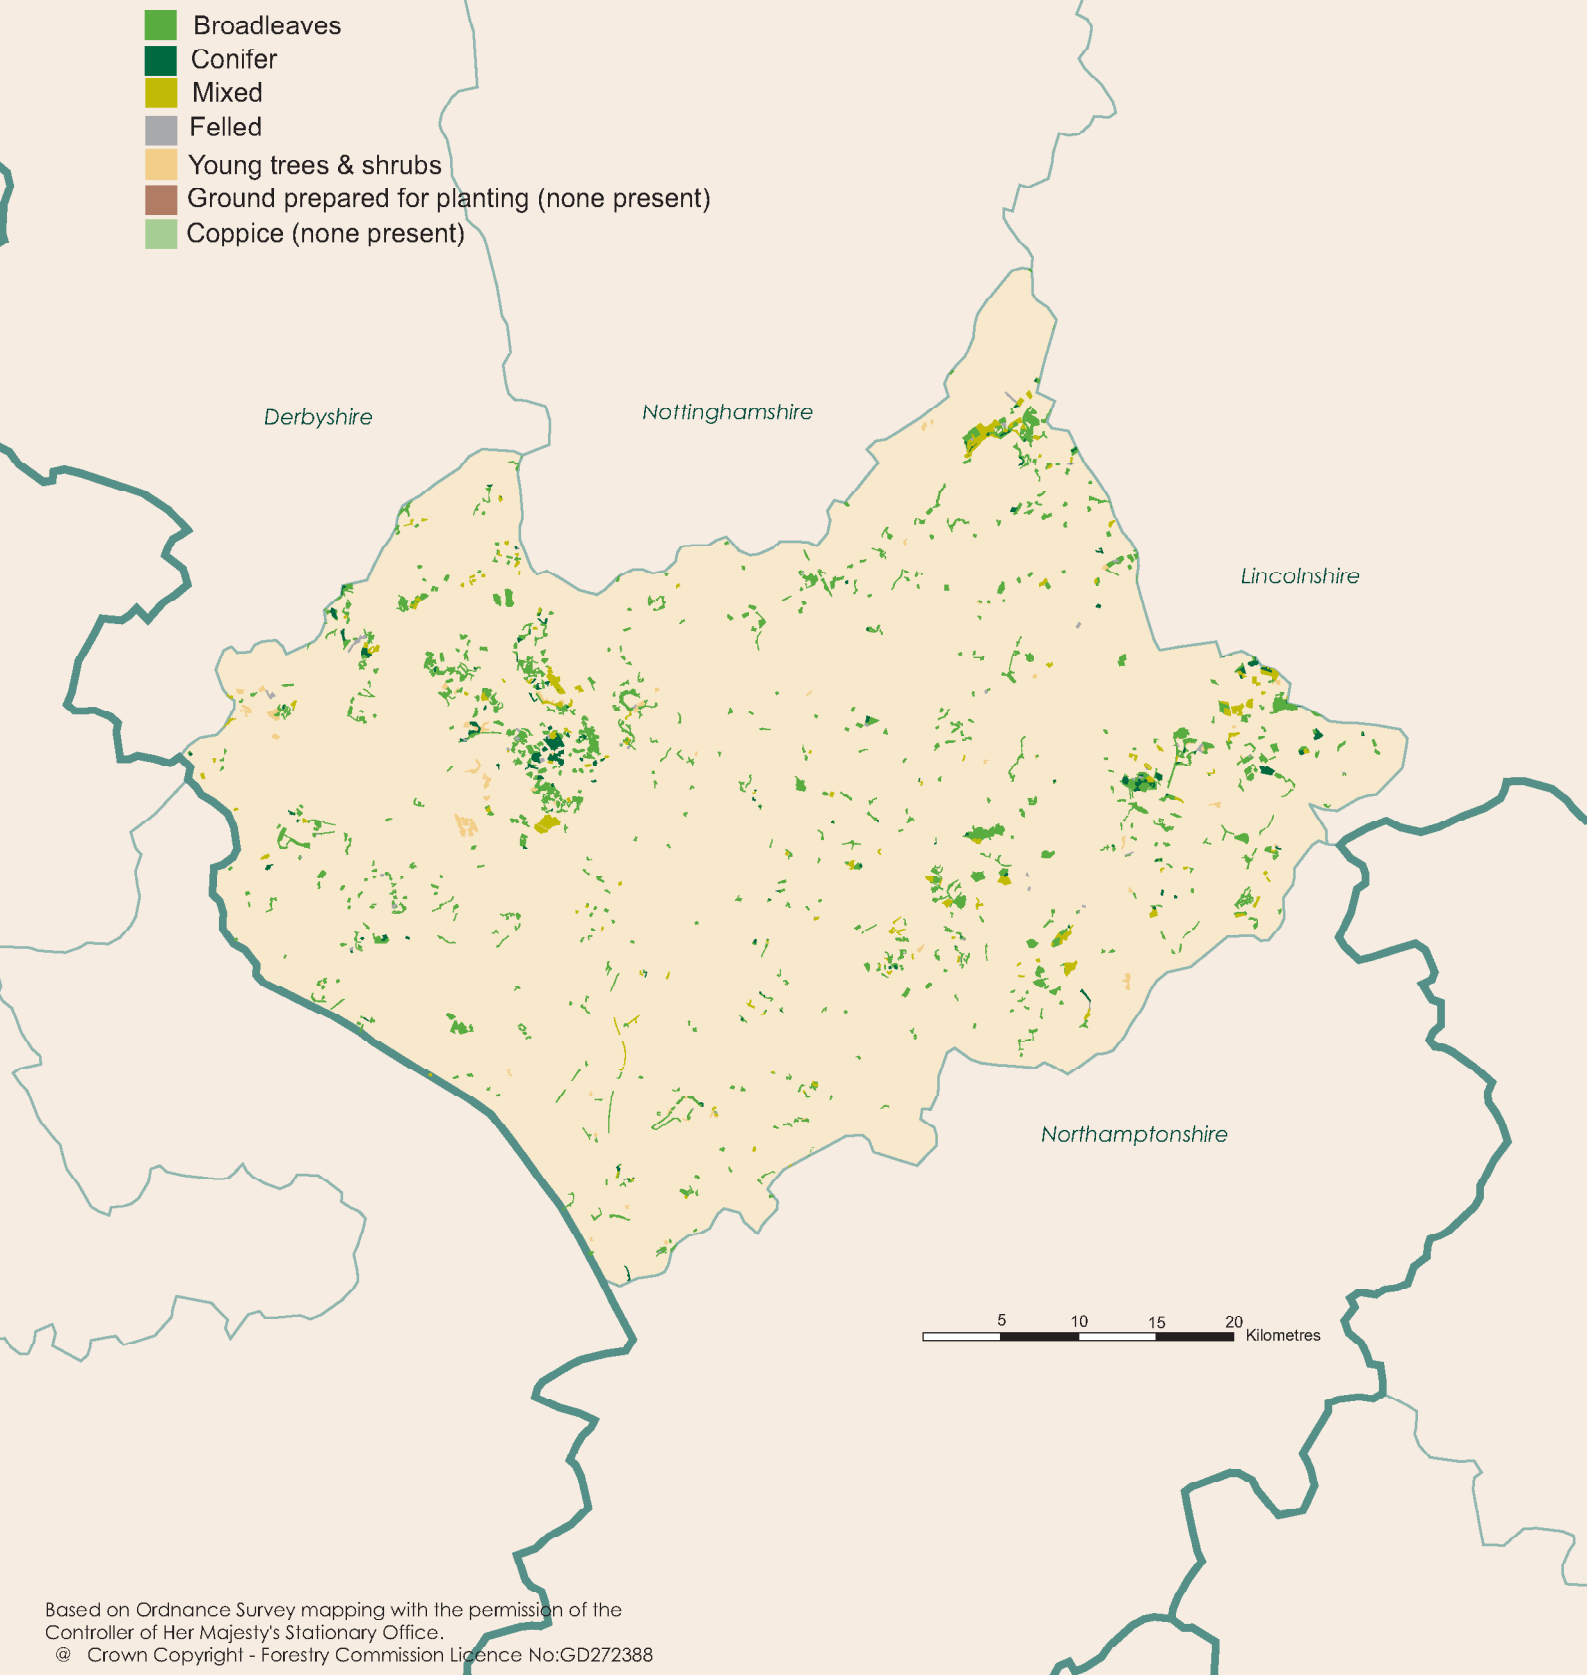 Broadleaves
Conifer
Mixed
Felled
Young trees & shrubs
Ground prepared for planting (none present)
Coppice (none present)
Derbyshire
Nottinghamshire
Lincolnshire
Northamptonshire
5 10 15 20
Kilometres
Based on Ordnance Survey mapping with the permission of the
Controller of Her Majesty's Stationary Office.
@ Crown Copyright - Forestry Commission Licence No:GD272388